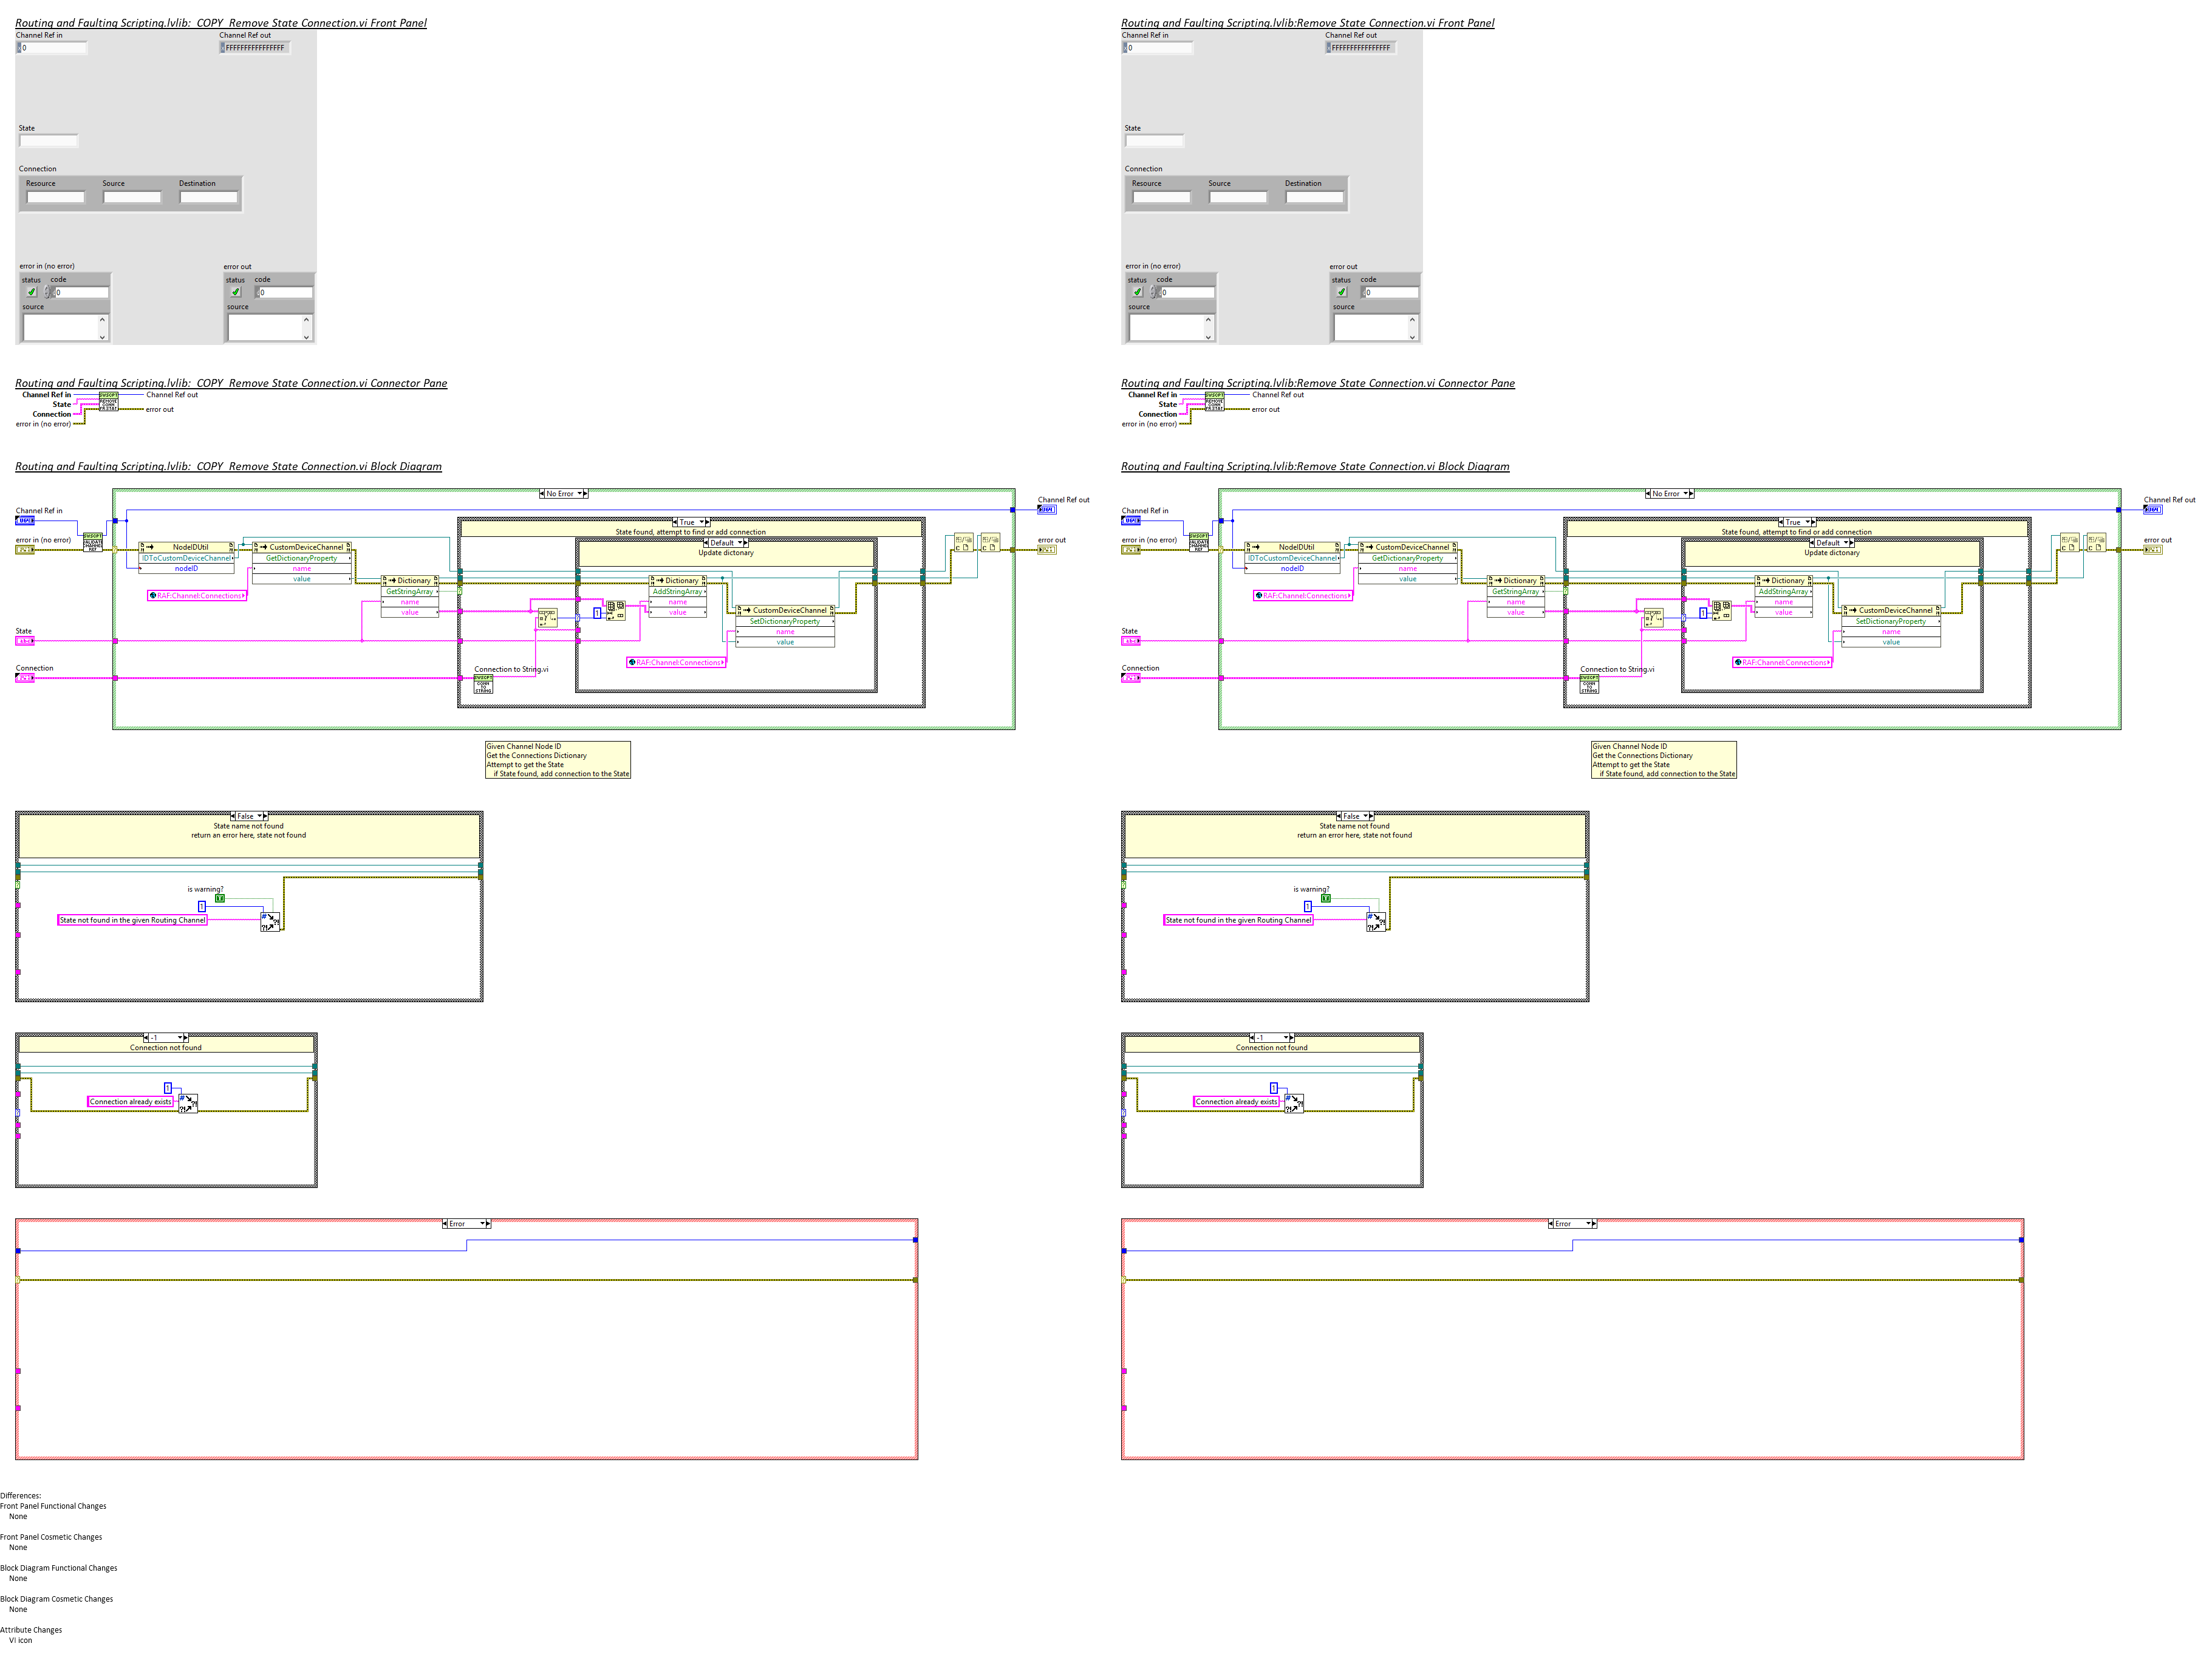 Routing and Faulting Scripting.lvlib:_COPY_Remove State Connection.vi Front Panel
Channel Ref in
Channel Ref out
0
FFFFFFFFFFFFFFFF
State
Connection
Resource
Source
Destination
error in (no error)
error out
status
code
status
code
0
0
source
source
Routing and Faulting Scripting.lvlib:Remove State Connection.vi Front Panel
Channel Ref in
Channel Ref out
0
FFFFFFFFFFFFFFFF
State
Connection
Resource
Source
Destination
error in (no error)
error out
status
code
status
code
0
0
source
source
Routing and Faulting Scripting.lvlib:_COPY_Remove State Connection.vi Connector Pane
Channel Ref in
Channel Ref out
State
Connection
error out
error in (no error)
Routing and Faulting Scripting.lvlib:Remove State Connection.vi Connector Pane
Channel Ref in
Channel Ref out
State
Connection
error out
error in (no error)
Routing and Faulting Scripting.lvlib:_COPY_Remove State Connection.vi Block Diagram
No Error
Channel Ref out
Channel Ref in
error in (no error)
error out
True
State found, attempt to find or add connection
Default
Update dictionary
NodeIDUtil
IDToCustomDeviceChannel
nodeID
CustomDeviceChannel
GetDictionaryProperty
name
value
RAF:Channel:Connections
Dictionary
GetStringArray
name
value
Dictionary
AddStringArray
name
value
1
CustomDeviceChannel
SetDictionaryProperty
name
value
RAF:Channel:Connections
State
Connection
Connection to String.vi
CONN
TO
STRING
Given Channel Node ID
Get the Connections Dictionary
Attempt to get the State
if State found, add connection to the State
Routing and Faulting Scripting.lvlib:Remove State Connection.vi Block Diagram
No Error
Channel Ref out
Channel Ref in
error in (no error)
error out
True
State found, attempt to find or add connection
Default
Update dictionary
NodeIDUtil
IDToCustomDeviceChannel
nodeID
CustomDeviceChannel
GetDictionaryProperty
name
value
RAF:Channel:Connections
Dictionary
GetStringArray
name
value
Dictionary
AddStringArray
name
value
1
CustomDeviceChannel
SetDictionaryProperty
name
value
RAF:Channel:Connections
State
Connection
Connection to String.vi
CONN
TO
STRING
Given Channel Node ID
Get the Connections Dictionary
Attempt to get the State
if State found, add connection to the State
False
State name not found
return an error here, state not found
is warning?
1
State not found in the given Routing Channel
False
State name not found
return an error here, state not found
is warning?
1
State not found in the given Routing Channel
-1
Connection not found
1
Connection already exists
-1
Connection not found
1
Connection already exists
Error
Error
Differences:
Front Panel Functional Changes
None
Front Panel Cosmetic Changes
None
Block Diagram Functional Changes
None
Block Diagram Cosmetic Changes
None
Attribute Changes
VI icon